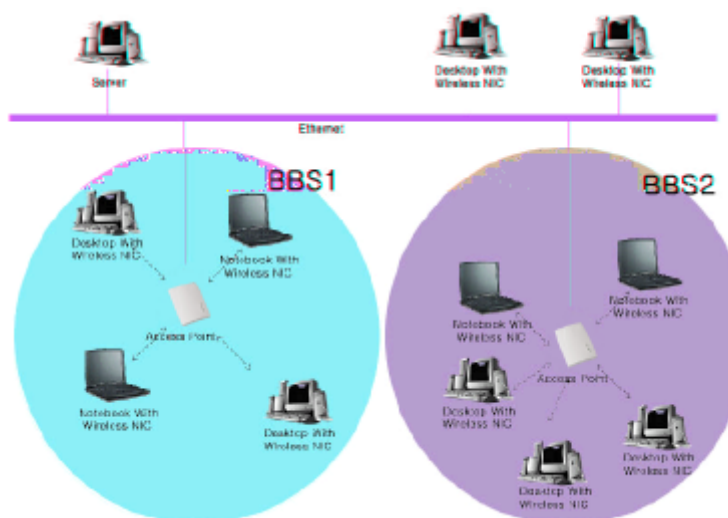 Server
Desktop With
Wireless NIC
Desktop With
Wireless NIC
Ethernet
BBS1
Desktop With
Wireless NIC
Notebook With
Wireless NIC
Access Point
Notebook With
Wireless NIC
Desktop With
Wireless NIC
BBS2
Notebook With
Wireless NIC
Notebook With
Wireless NIC
Access Point
Desktop With
Wireless NIC
Desktop With
Wireless NIC
Desktop With
Wireless NIC